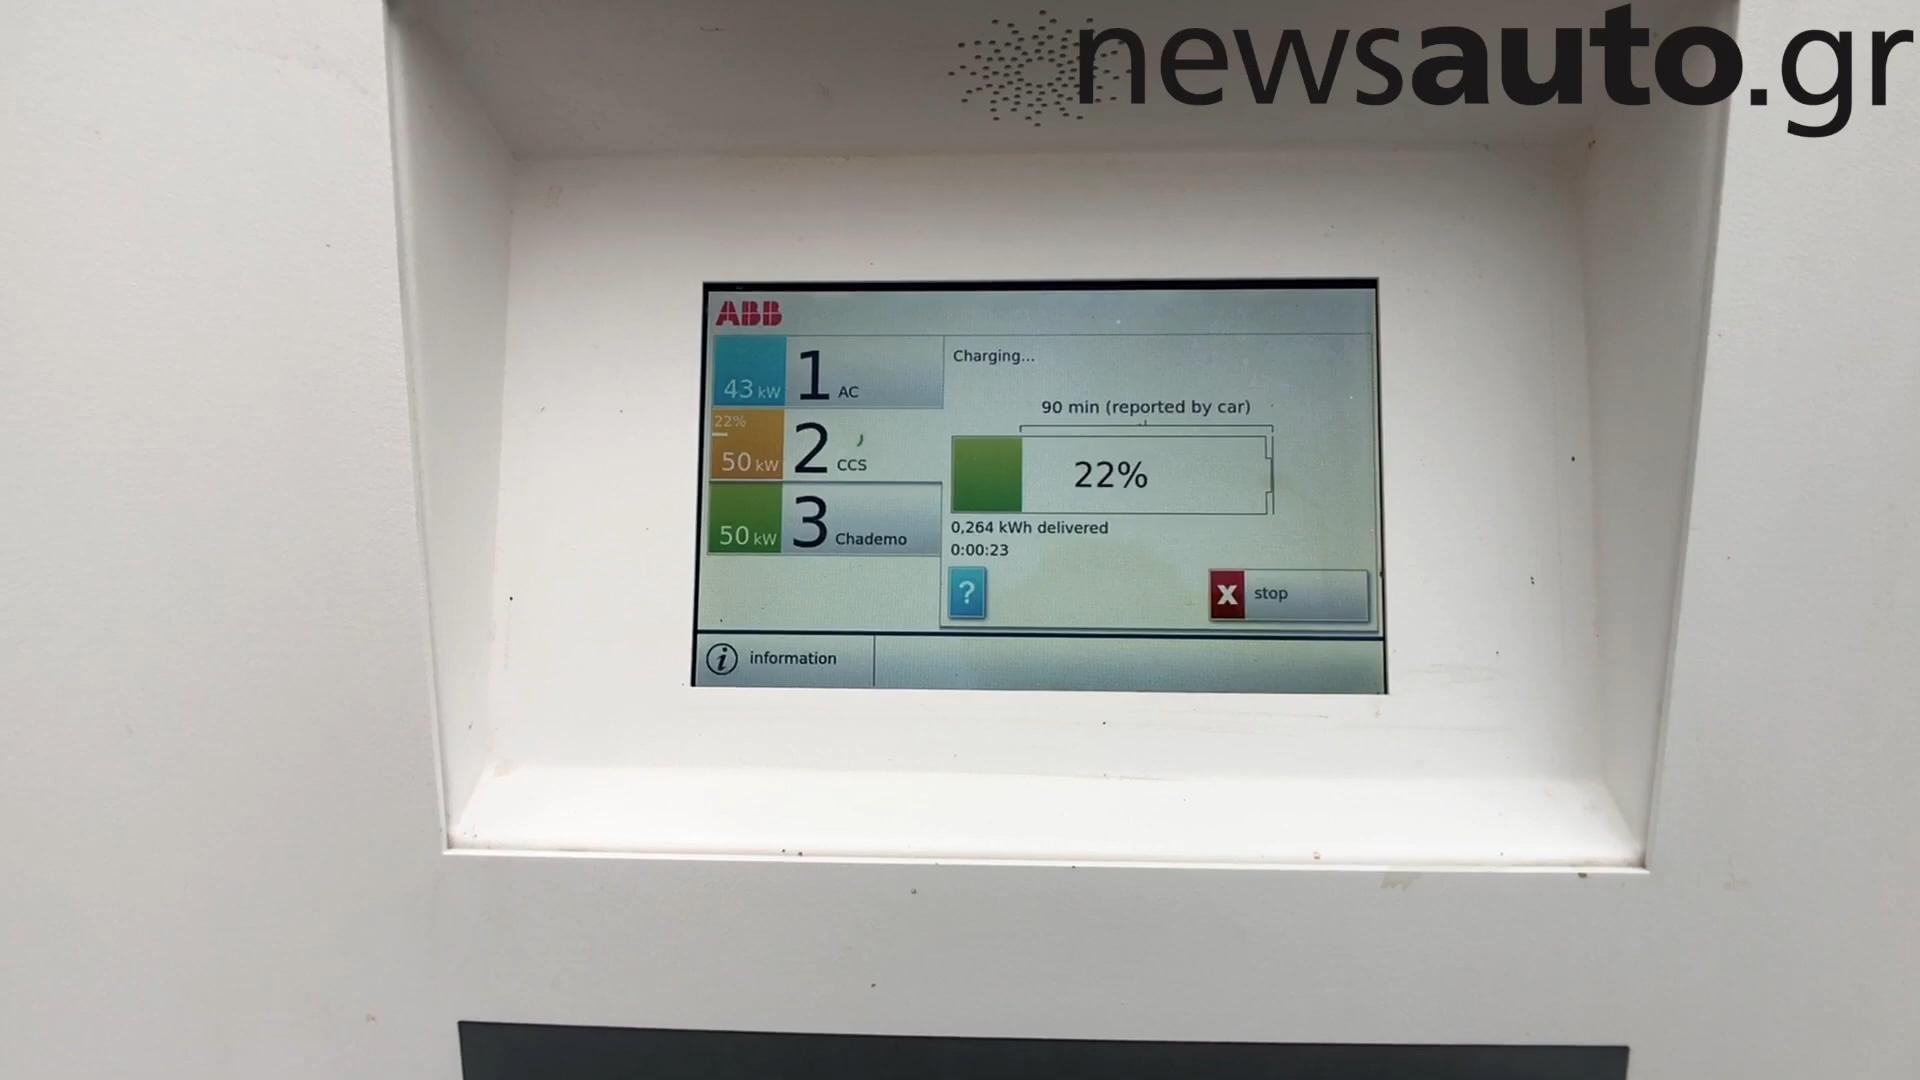 newsauto.gr
ABB
43 kW 1 AC
22%
50 kW 2 CCS
50 kW 3 Chademo
Charging...
90 min (reported by car)
22%
0,264 kWh delivered
0:00:23
?
X stop
i information